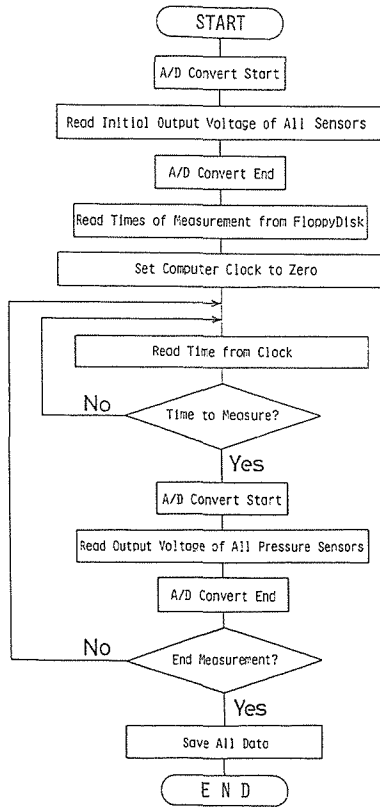 START
A/D Convert Start
Read Initial Output Voltage of All Sensors
A/D Convert End
Read Times of Measurement from FloppyDisk
Set Computer Clock to Zero
Read Time from Clock
No
Time to Measure?
Yes
A/D Convert Start
Read Output Voltage of All Pressure Sensors
A/D Convert End
No
End Measurement?
Yes
Save All Data
E N D